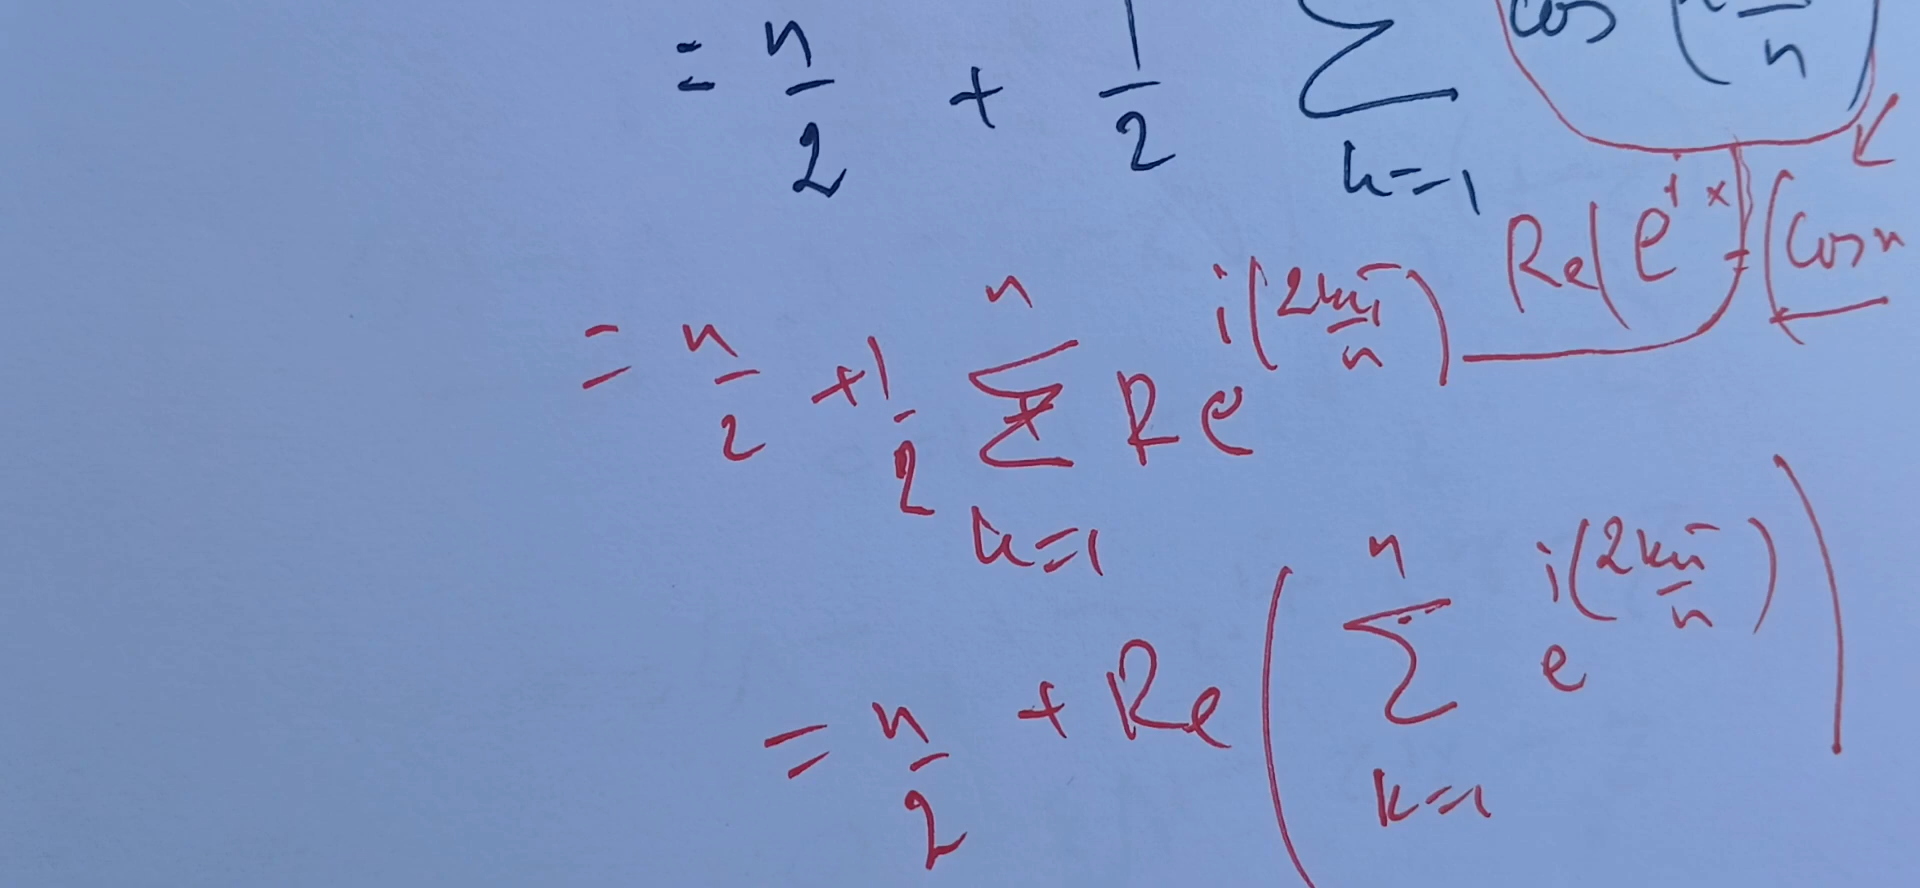 = n/2 + 1/2 Σ k=1 cos ( /n)
Re(e^ix) = (cos x
= n/2 + 1/2 Σ k=1 n Re e^i(2kπ/n)
= n/2 + Re ( Σ k=1 n e^i(2kπ/n) )